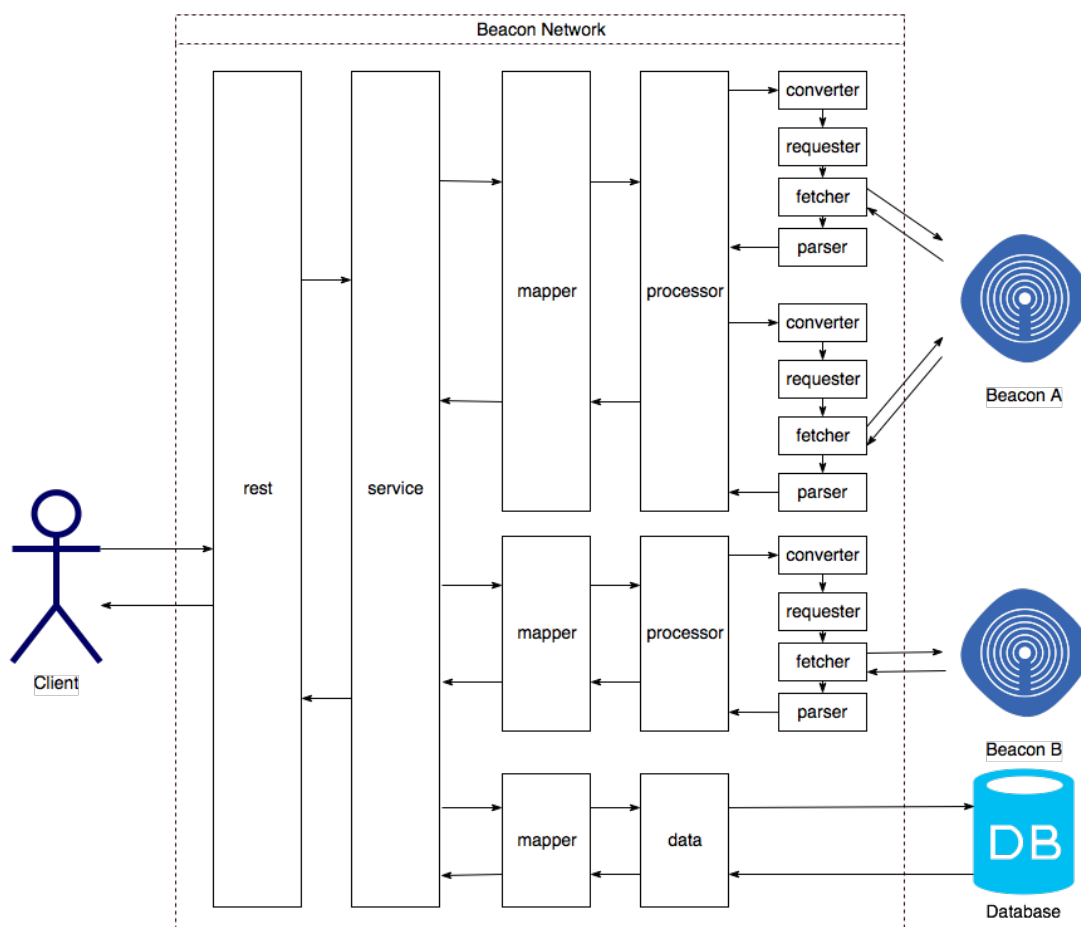 Beacon Network
converter
requester
fetcher
parser
mapper
processor
converter
requester
Beacon A
fetcher
rest
service
parser
converter
requester
mapper
processor
fetcher
Client
parser
Beacon B
mapper
data
DB
Database